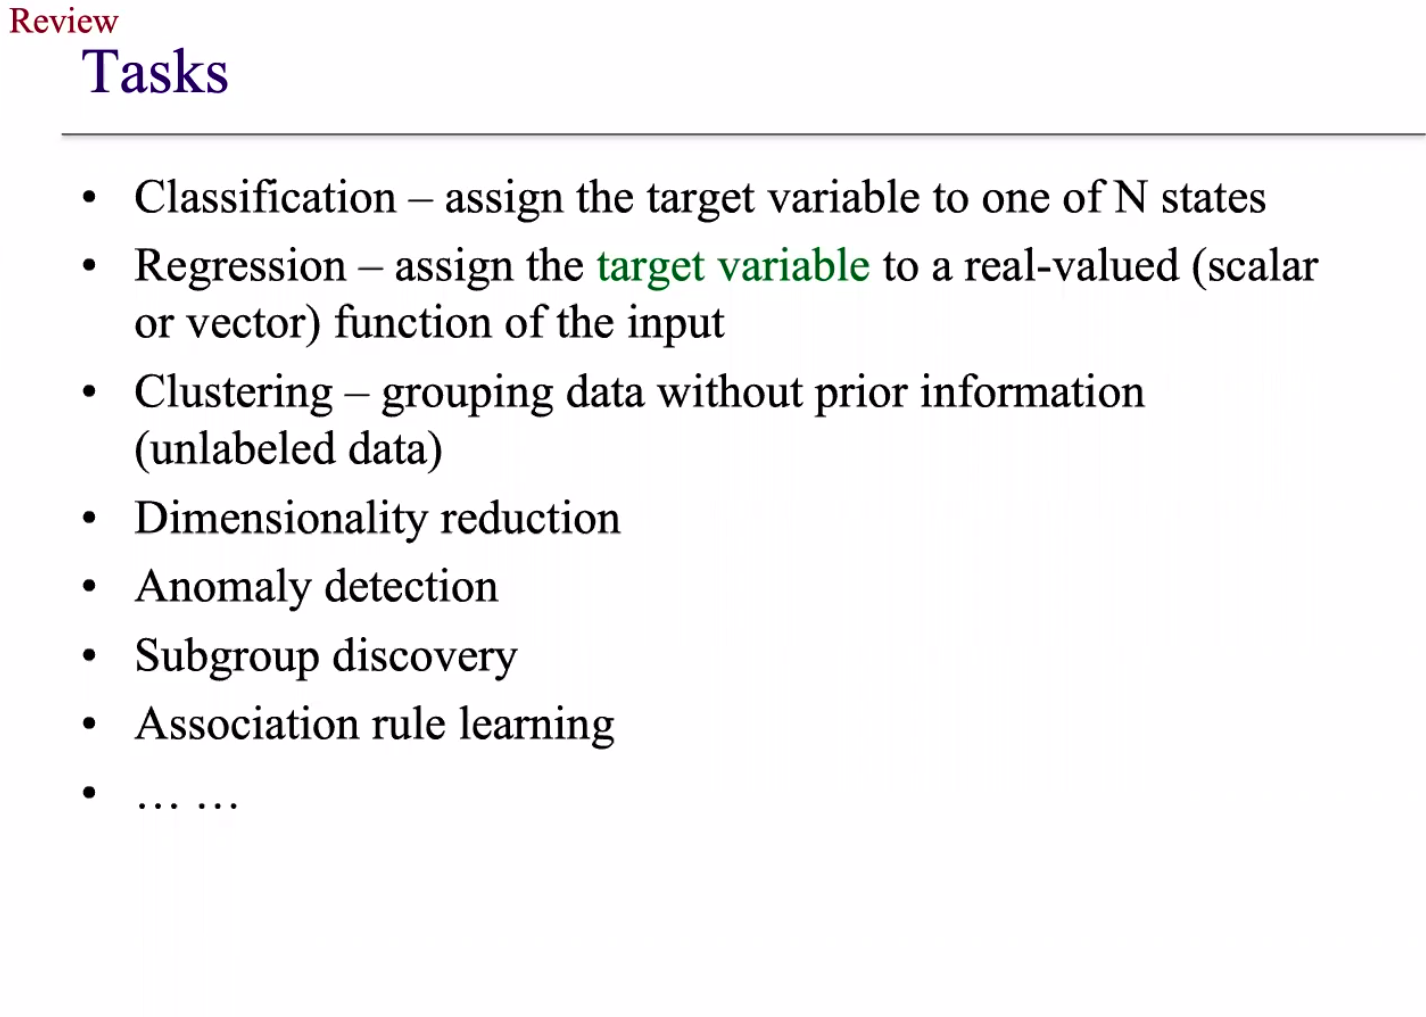 Review
Tasks
• Classification – assign the target variable to one of N states
• Regression – assign the target variable to a real-valued (scalar
or vector) function of the input
• Clustering – grouping data without prior information
(unlabeled data)
• Dimensionality reduction
• Anomaly detection
• Subgroup discovery
• Association rule learning
• … …